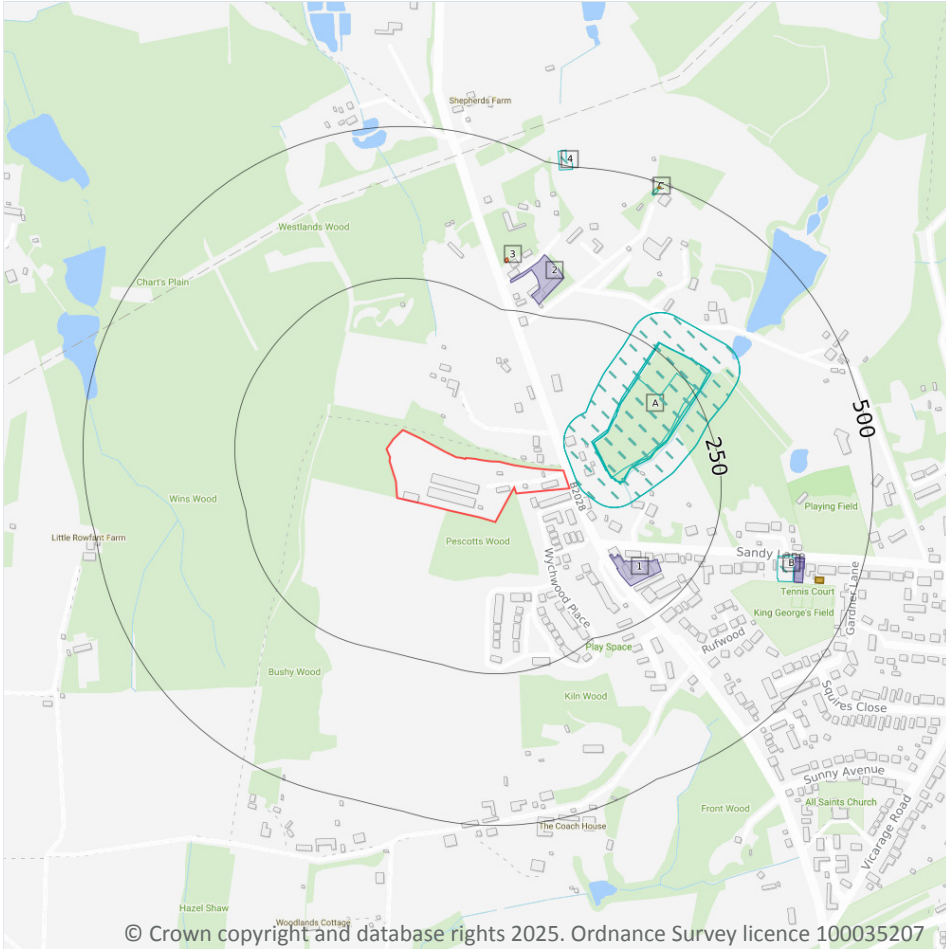 Shepherds Farm
4
C
Westlands Wood
3
2
Chart's Plain
A
500
250
B2028
Wins Wood
Playing Field
Little Rowfant Farm
Pescotts Wood
Sandy Lane
B
1
Tennis Court
Wychwood Place
King George's Field
Gardner Lane
Rufwood
Play Space
Bushy Wood
Kiln Wood
Squires Close
Sunny Avenue
Front Wood
All Saints Church
The Coach House
Vicarage Road
Hazel Shaw
Woodlands Cottage
© Crown copyright and database rights 2025. Ordnance Survey licence 100035207